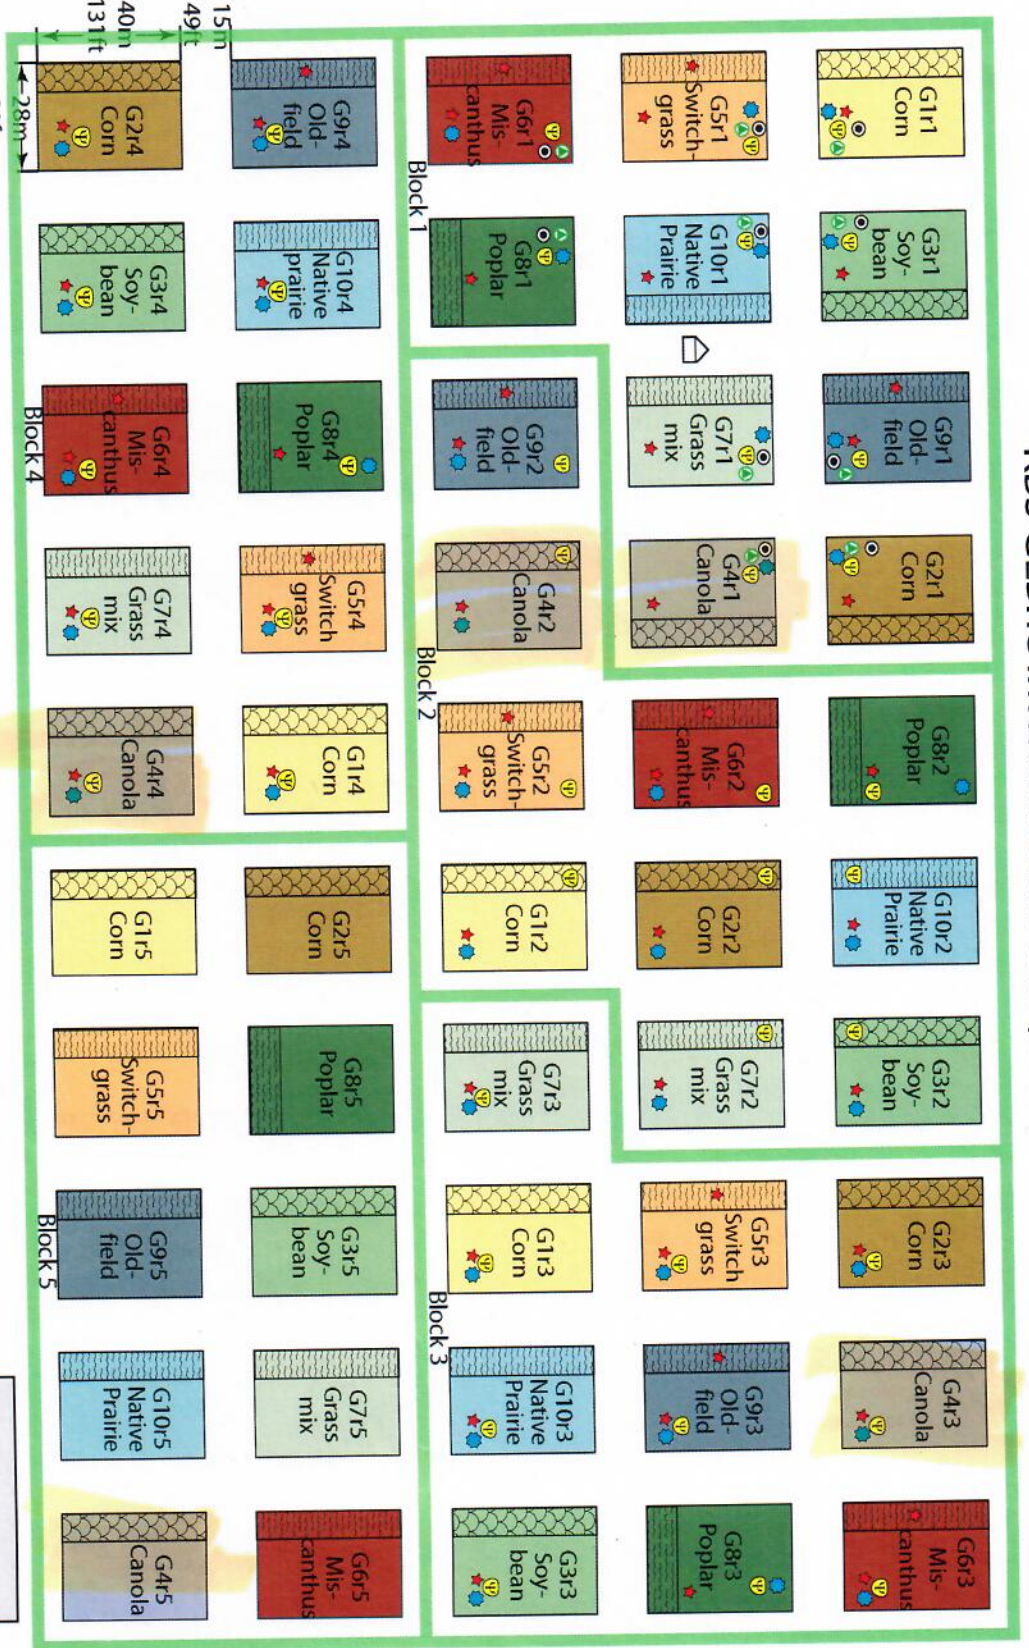 G1r1
Corn
G3r1
Soy-
bean
G9r1
Old-
field
G2r1
Corn
G8r2
Poplar
G10r2
Native
Prairie
G3r2
Soy-
bean
G2r3
Corn
G4r3
Canola
G6r3
Mis-
canthus
G5r1
Switch-
grass
G10r1
Native
Prairie
G7r1
Grass
mix
G4r1
Canola
G6r2
Mis-
canthus
G2r2
Corn
G7r2
Grass
mix
G5r3
Switch
grass
G9r3
Old-
field
G8r3
Poplar
G6r1
Mis-
canthus
G8r1
Poplar
G9r2
Old-
field
G4r2
Canola
G5r2
Switch-
grass
G1r2
Corn
G7r3
Grass
mix
G1r3
Corn
G10r3
Native
Prairie
G3r3
Soy-
bean
Block 1
Block 2
Block 3
G9r4
Old-
field
G10r4
Native
prairie
G8r4
Poplar
G5r4
Switch
grass
G1r4
Corn
G2r5
Corn
G8r5
Poplar
G3r5
Soy-
bean
G7r5
Grass
mix
G6r5
Mis-
canthus
15m
49ft
40m
131ft
G2r4
Corn
G3r4
Soy-
bean
G6r4
Mis-
canthus
G7r4
Grass
mix
G4r4
Canola
G1r5
Corn
G5r5
Switch-
grass
G9r5
Old-
field
G10r5
Native
Prairie
G4r5
Canola
28m
Block 4
Block 5